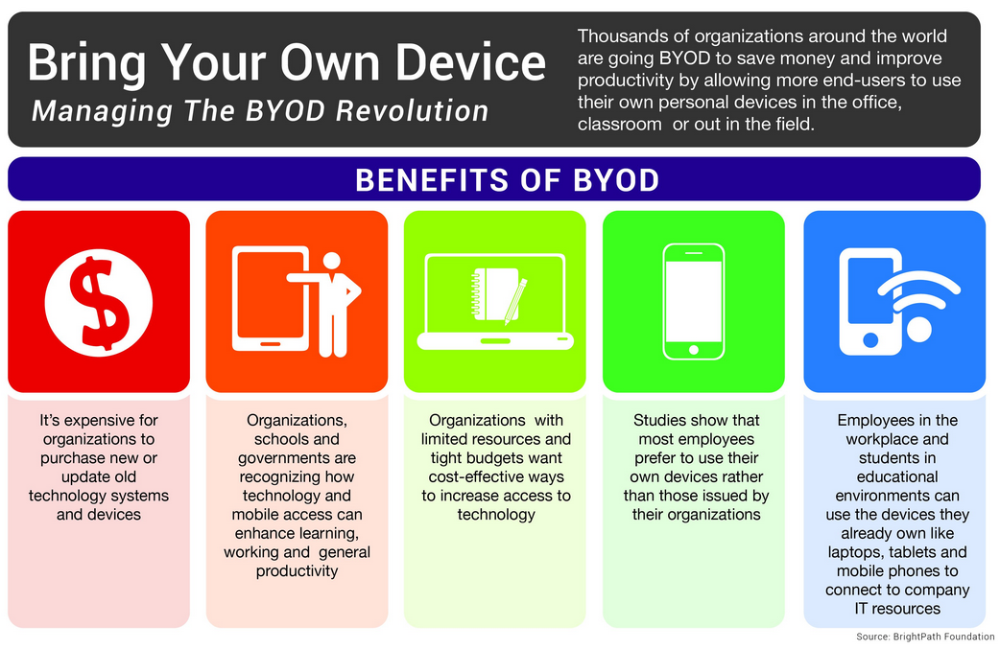 Bring Your Own Device
Managing The BYOD Revolution
Thousands of organizations around the world
are going BYOD to save money and improve
productivity by allowing more end-users to use
their own personal devices in the office,
classroom  or out in the field.
BENEFITS OF BYOD
$
It's expensive for
organizations to
purchase new or
update old
technology systems
and devices
Organizations,
schools and
governments are
recognizing how
technology and
mobile access can
enhance learning,
working and  general
productivity
Organizations  with
limited resources and
tight budgets want
cost-effective ways
to increase access to
technology
Studies show that
most employees
prefer to use their
own devices rather
than those issued by
their organizations
Employees in the
workplace and
students in
educational
environments can
use the devices they
already own like
laptops, tablets and
mobile phones to
connect to company
IT resources
Source: BrightPath Foundation